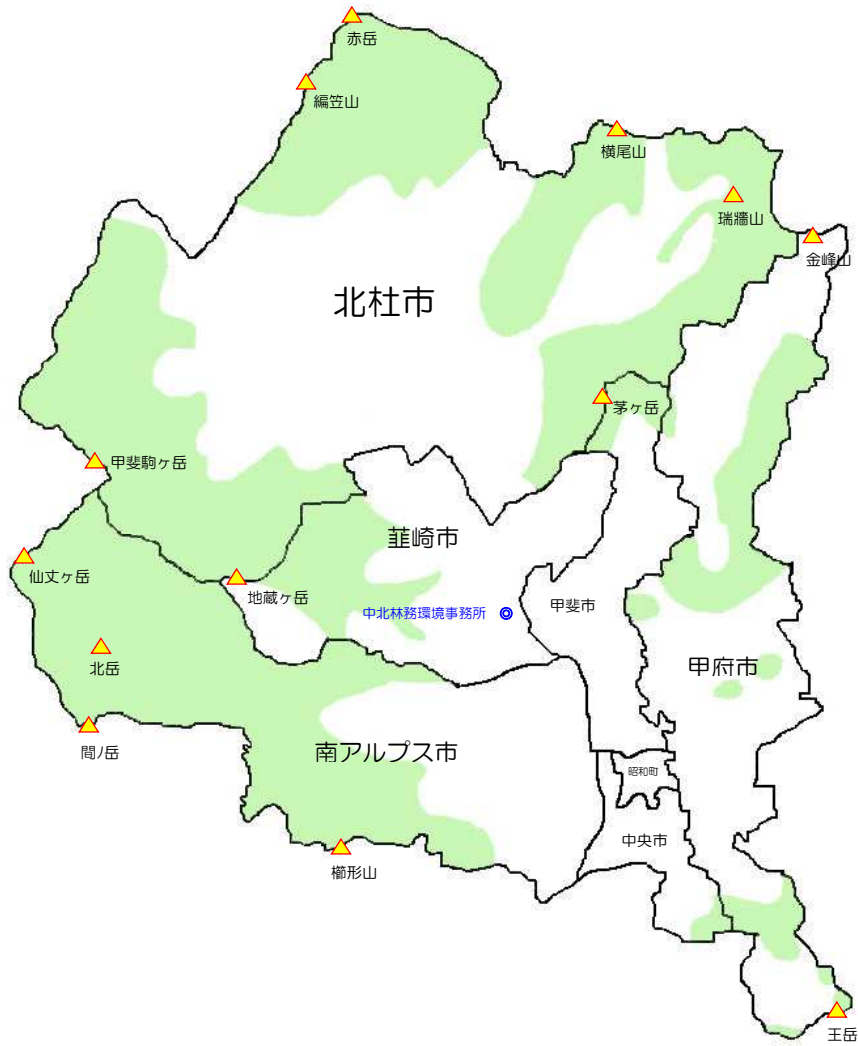 赤岳
編笠山
横尾山
瑞牆山
金峰山
北杜市
茅ヶ岳
甲斐駒ヶ岳
韮崎市
仙丈ヶ岳
地蔵ヶ岳
中北林務環境事務所
甲斐市
北岳
甲府市
間ノ岳
南アルプス市
昭和町
中央市
櫛形山
王岳